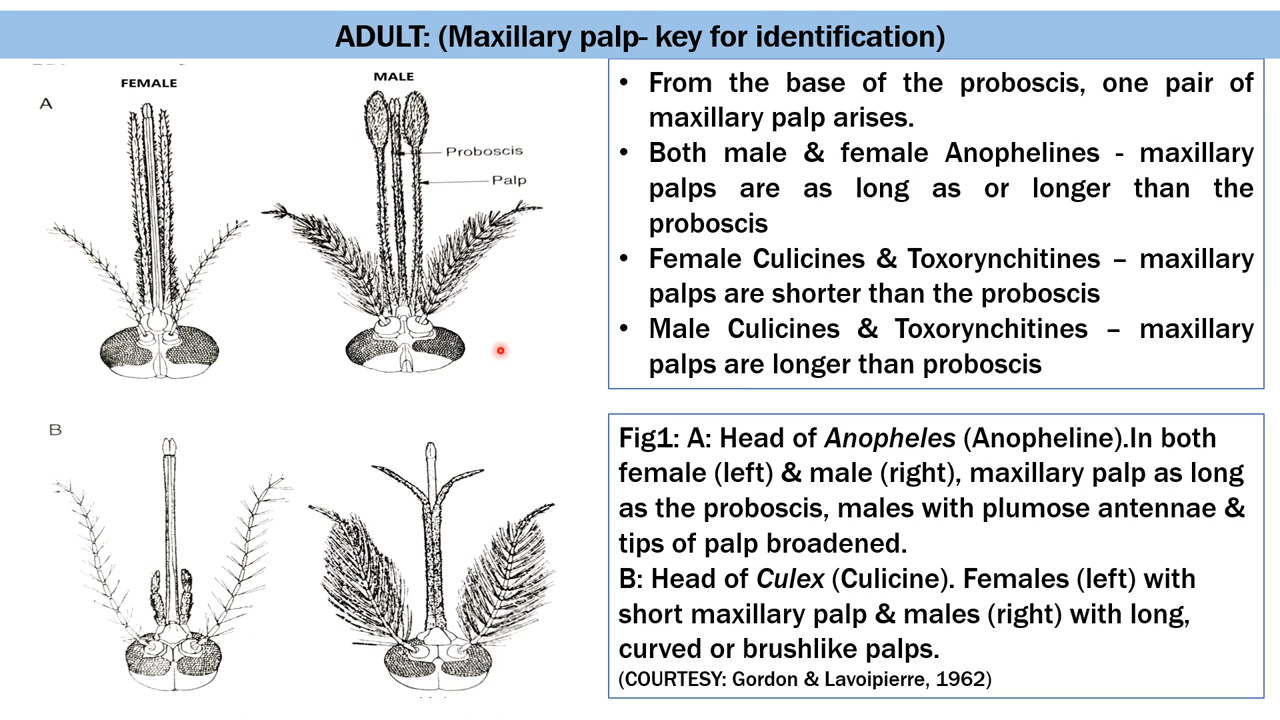 ADULT: (Maxillary palp- key for identification)
FEMALE
MALE
A
Proboscis
Palp
B
• From the base of the proboscis, one pair of
maxillary palp arises.
• Both male & female Anophelines - maxillary
palps are as long as or longer than the
proboscis
• Female Culicines & Toxorynchitines – maxillary
palps are shorter than the proboscis
• Male Culicines & Toxorynchitines – maxillary
palps are longer than proboscis
Fig1: A: Head of Anopheles (Anopheline).In both
female (left) & male (right), maxillary palp as long
as the proboscis, males with plumose antennae &
tips of palp broadened.
B: Head of Culex (Culicine). Females (left) with
short maxillary palp & males (right) with long,
curved or brushlike palps.
(COURTESY: Gordon & Lavoipierre, 1962)